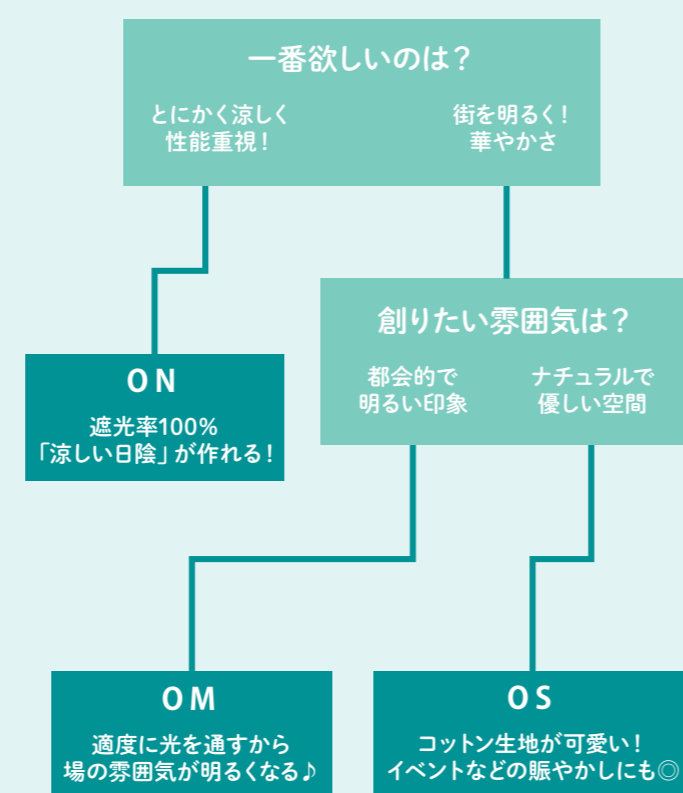 一番欲しいのは？
とにかく涼しく
性能重視！
街を明るく！
華やかさ
創りたい雰囲気は？
都会的で
明るい印象
ナチュラルで
優しい空間
ON
遮光率100%
「涼しい日陰」が作れる！
OM
適度に光を通すから
場の雰囲気が明るくなる♪
OS
コットン生地が可愛い！
イベントなどの賑やかしにも◎